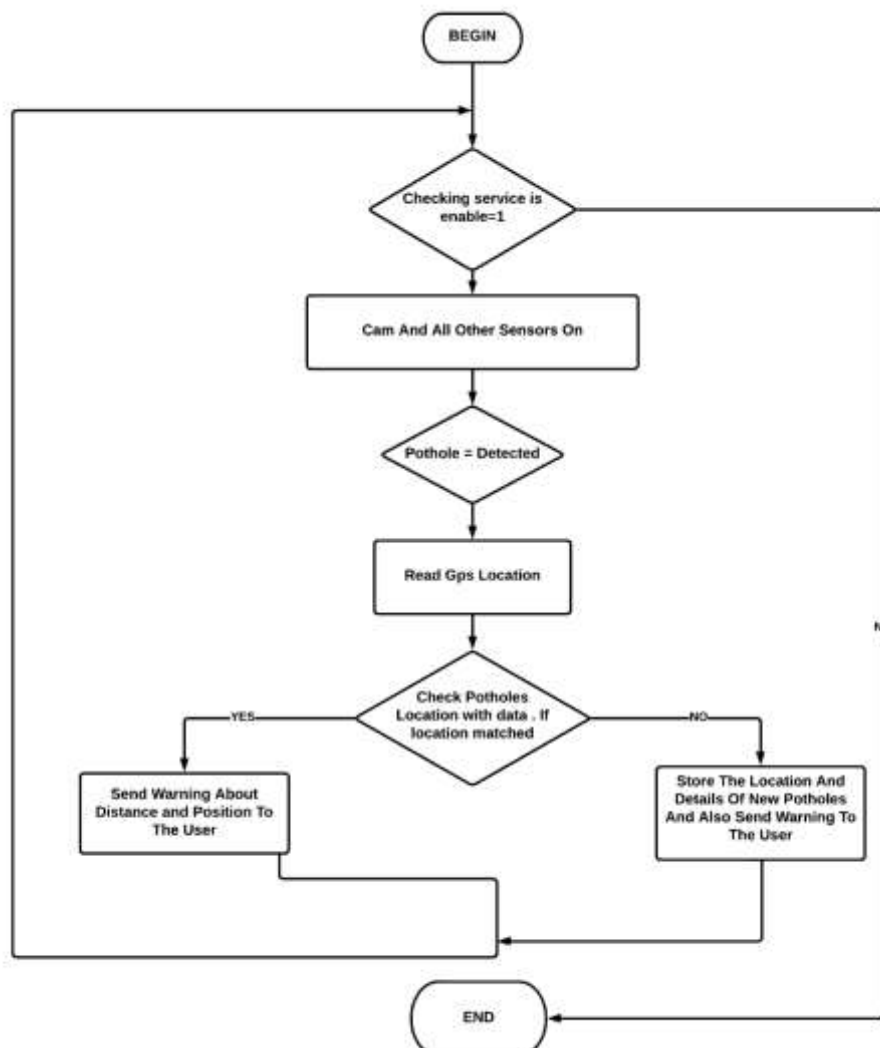 BEGIN
Checking service is
enable=1
Cam And All Other Sensors On
Pothole = Detected
Read Gps Location
Check Potholes
Location with data . If
location matched
YES
NO
Send Warning About
Distance and Position To
The User
Store The Location And
Details Of New Potholes
And Also Send Warning To
The User
END